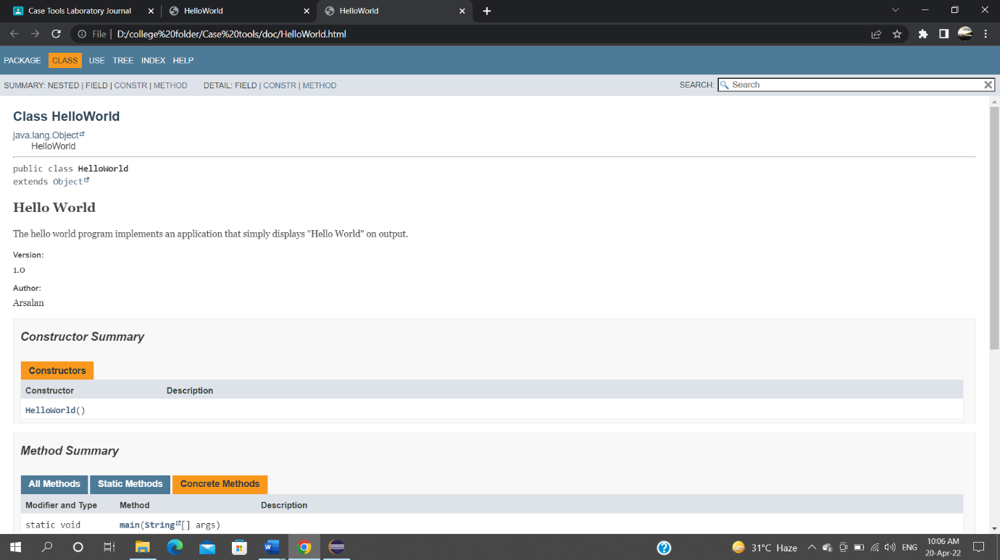 Case Tools Laboratory Journal
HelloWorld
HelloWorld
File | D:/college%20folder/Case%20tools/doc/HelloWorld.html
PACKAGE CLASS USE TREE INDEX HELP
SUMMARY: NESTED | FIELD | CONSTR | METHOD DETAIL: FIELD | CONSTR | METHOD SEARCH: Search
Class HelloWorld
java.lang.Object
HelloWorld
public class HelloWorld
extends Object
Hello World
The hello world program implements an application that simply displays "Hello World" on output.
Version:
1.0
Author:
Arsalan
Constructor Summary
Constructors
Constructor Description
HelloWorld()
Method Summary
All Methods Static Methods Concrete Methods
Modifier and Type Method Description
static void main(String[] args)
31°C Haze ENG 10:06 AM
20-Apr-22